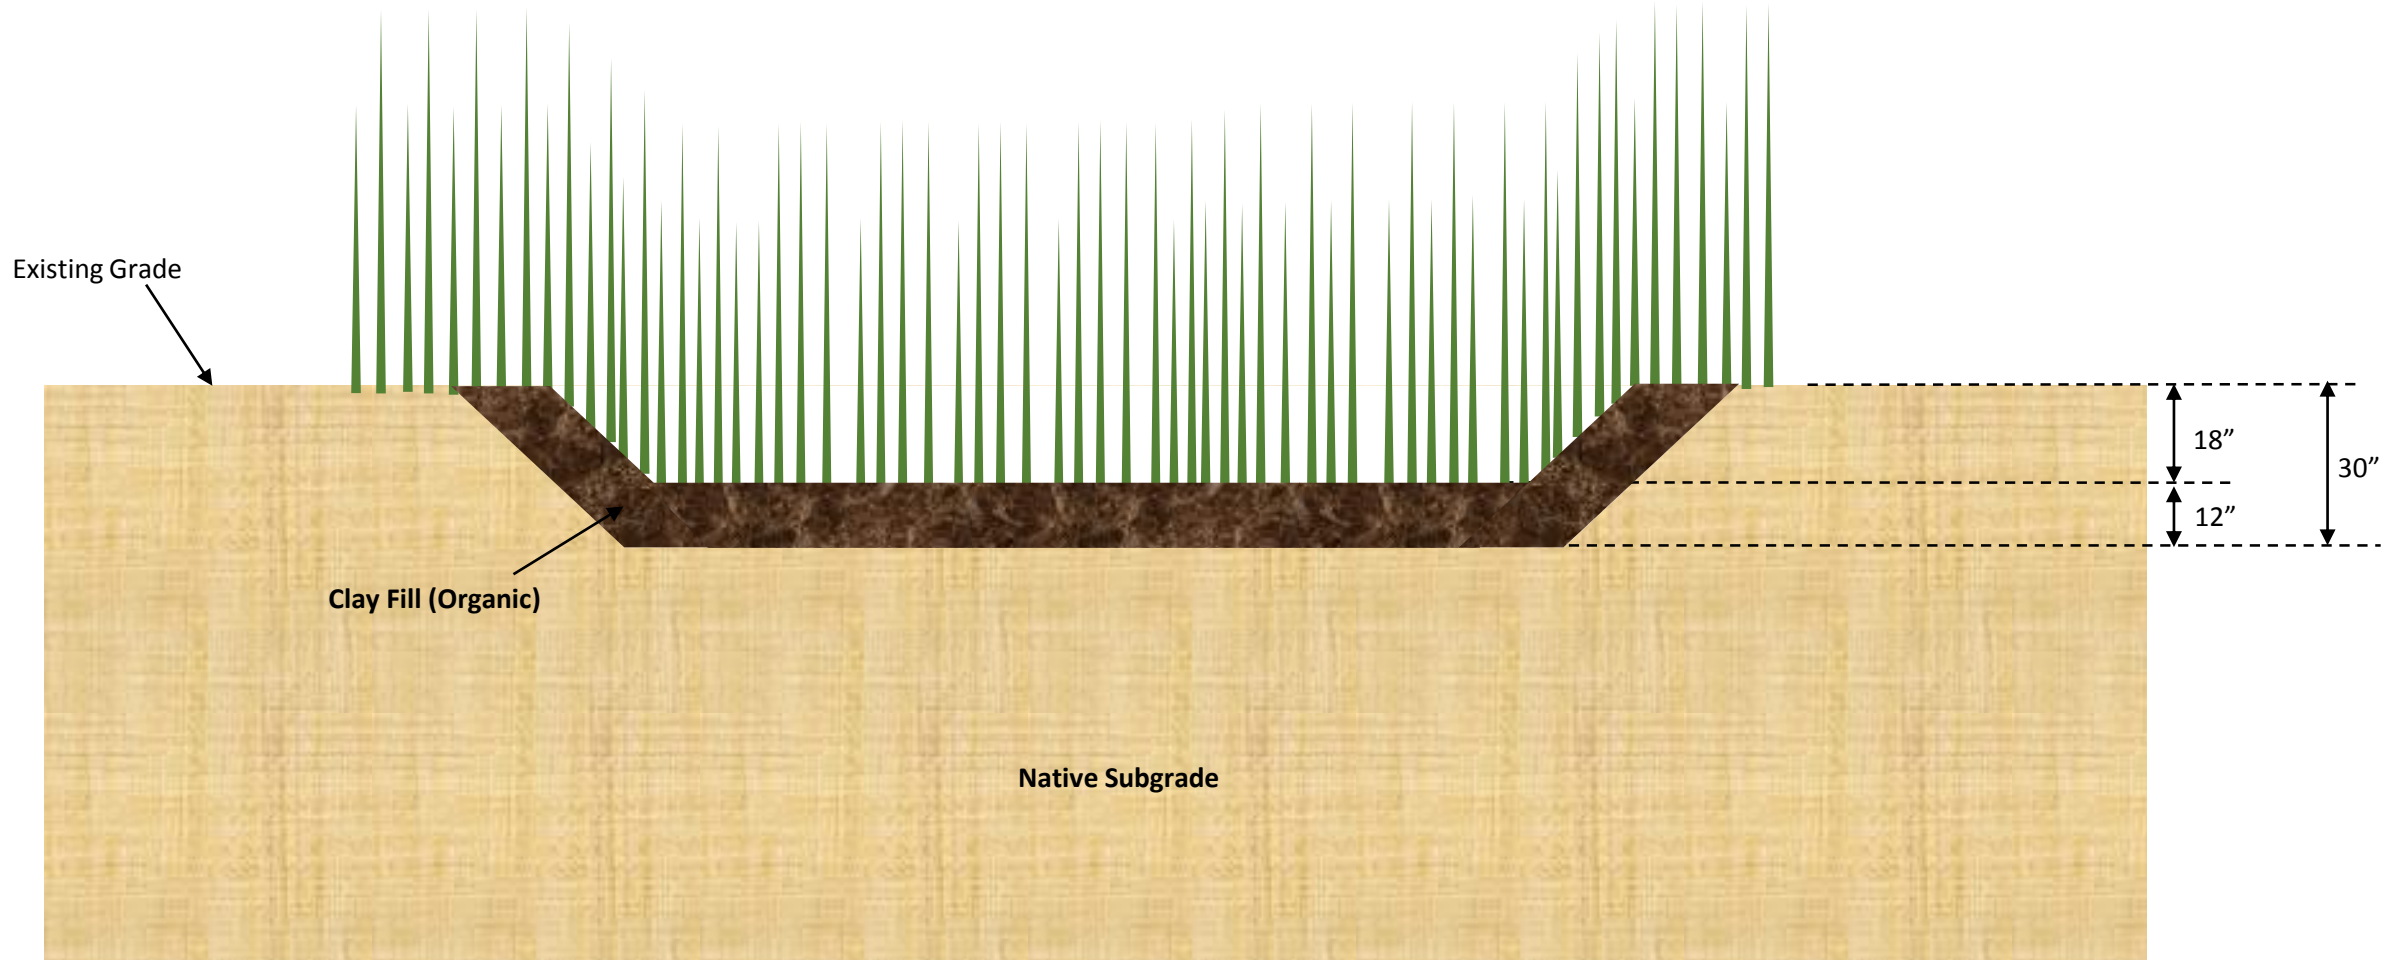 Existing Grade
18”
30”
12”
Clay Fill (Organic)
Native Subgrade